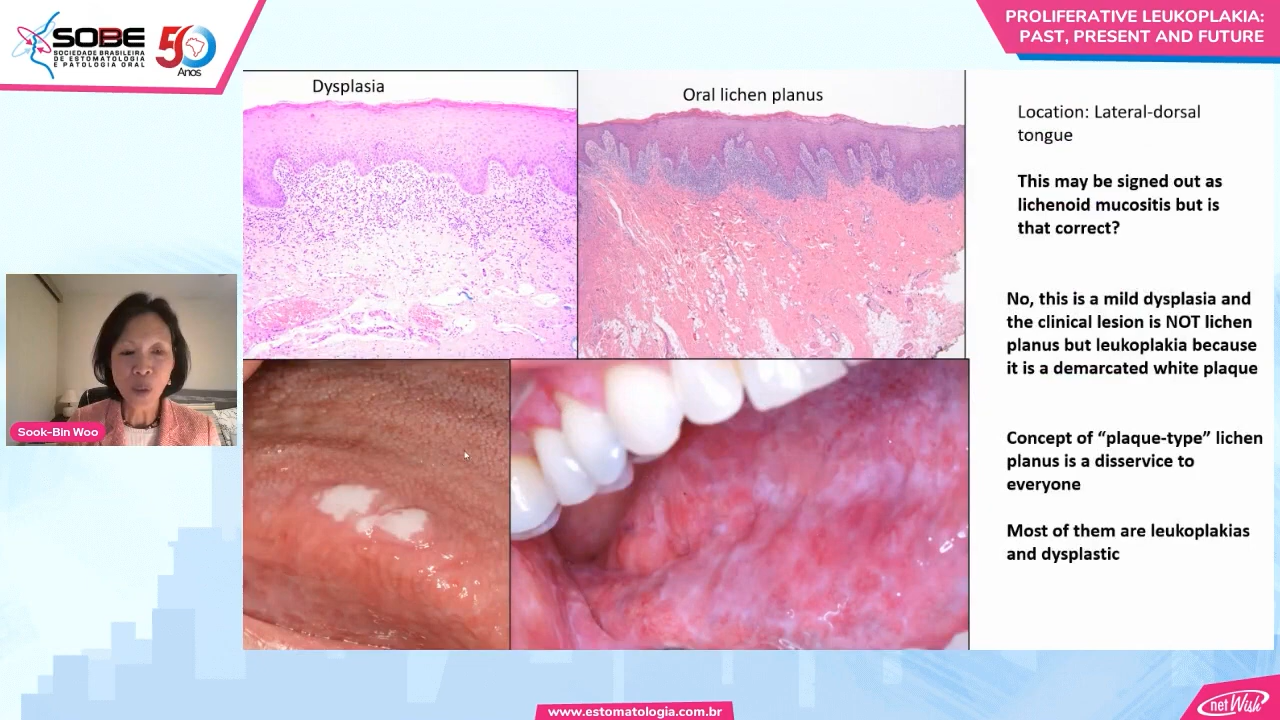 SOBE
SOCIEDADE BRASILEIRA
DE ESTOMATOLOGIA
E PATOLOGIA ORAL
50
Anos
PROLIFERATIVE LEUKOPLAKIA:
PAST, PRESENT AND FUTURE
Dysplasia
Oral lichen planus
Location: Lateral-dorsal
tongue
This may be signed out as
lichenoid mucositis but is
that correct?
No, this is a mild dysplasia and
the clinical lesion is NOT lichen
planus but leukoplakia because
it is a demarcated white plaque
Concept of “plaque-type” lichen
planus is a disservice to
everyone
Most of them are leukoplakias
and dysplastic
Sook-Bin Woo
www.estomatologia.com.br
netWish